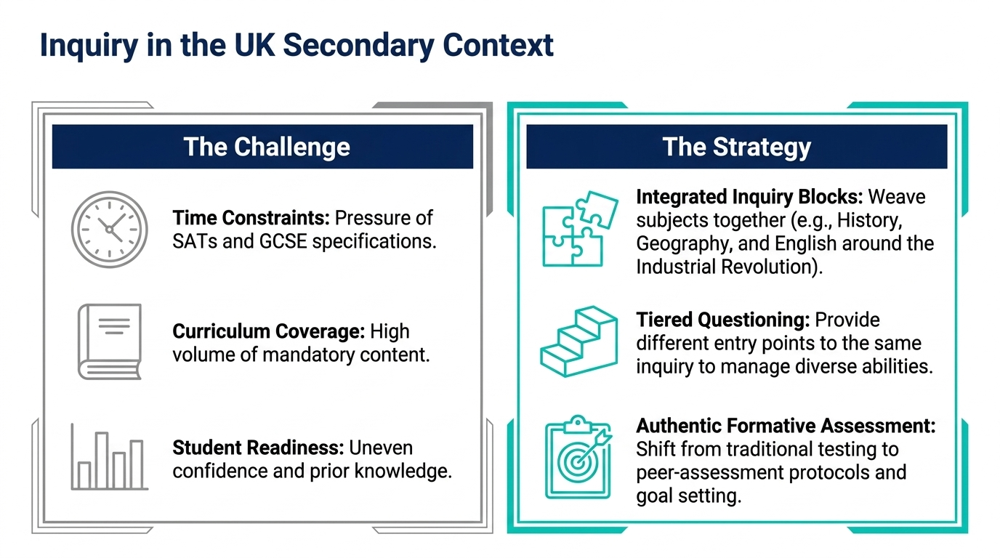 Inquiry in the UK Secondary Context
The Challenge
Time Constraints: Pressure of
SATs and GCSE specifications.
Curriculum Coverage: High
volume of mandatory content.
Student Readiness: Uneven
confidence and prior knowledge.
The Strategy
Integrated Inquiry Blocks: Weave
subjects together (e.g., History,
Geography, and English around the
Industrial Revolution).
Tiered Questioning: Provide
different entry points to the same
inquiry to manage diverse abilities.
Authentic Formative Assessment:
Shift from traditional testing to
peer-assessment protocols and
goal setting.